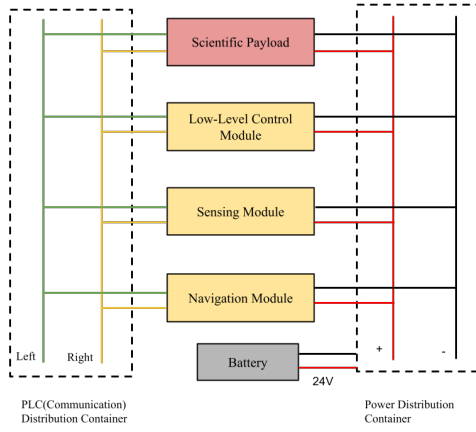 Scientific Payload
Low-Level Control
Module
Sensing Module
Navigation Module
Left
Right
Battery
+
-
24V
PLC(Communication)
Distribution Container
Power Distribution
Container